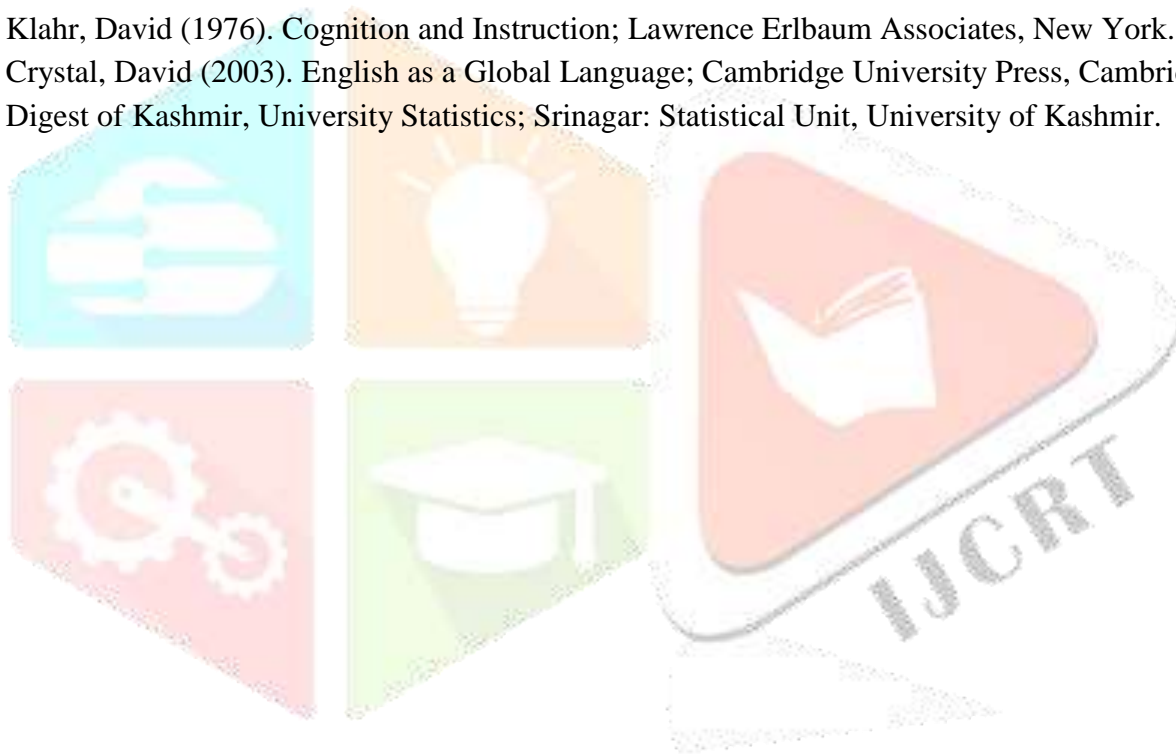 Klahr, David (1976). Cognition and Instruction; Lawrence Erlbaum Associates, New York.
Crystal, David (2003). English as a Global Language; Cambridge University Press,
Digest of Kashmir, University Statistics; Srinagar: Statistical Unit, University of Kashmir.
IJCRT